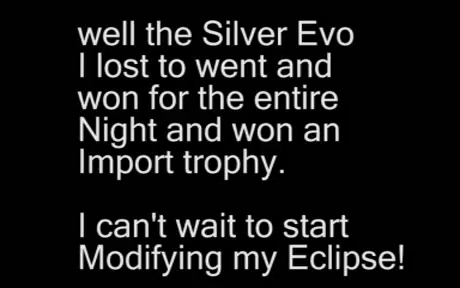 well the Silver Evo
I lost to went and
won for the entire
Night and won an
Import trophy.
I can't wait to start
Modifying my Eclipse!